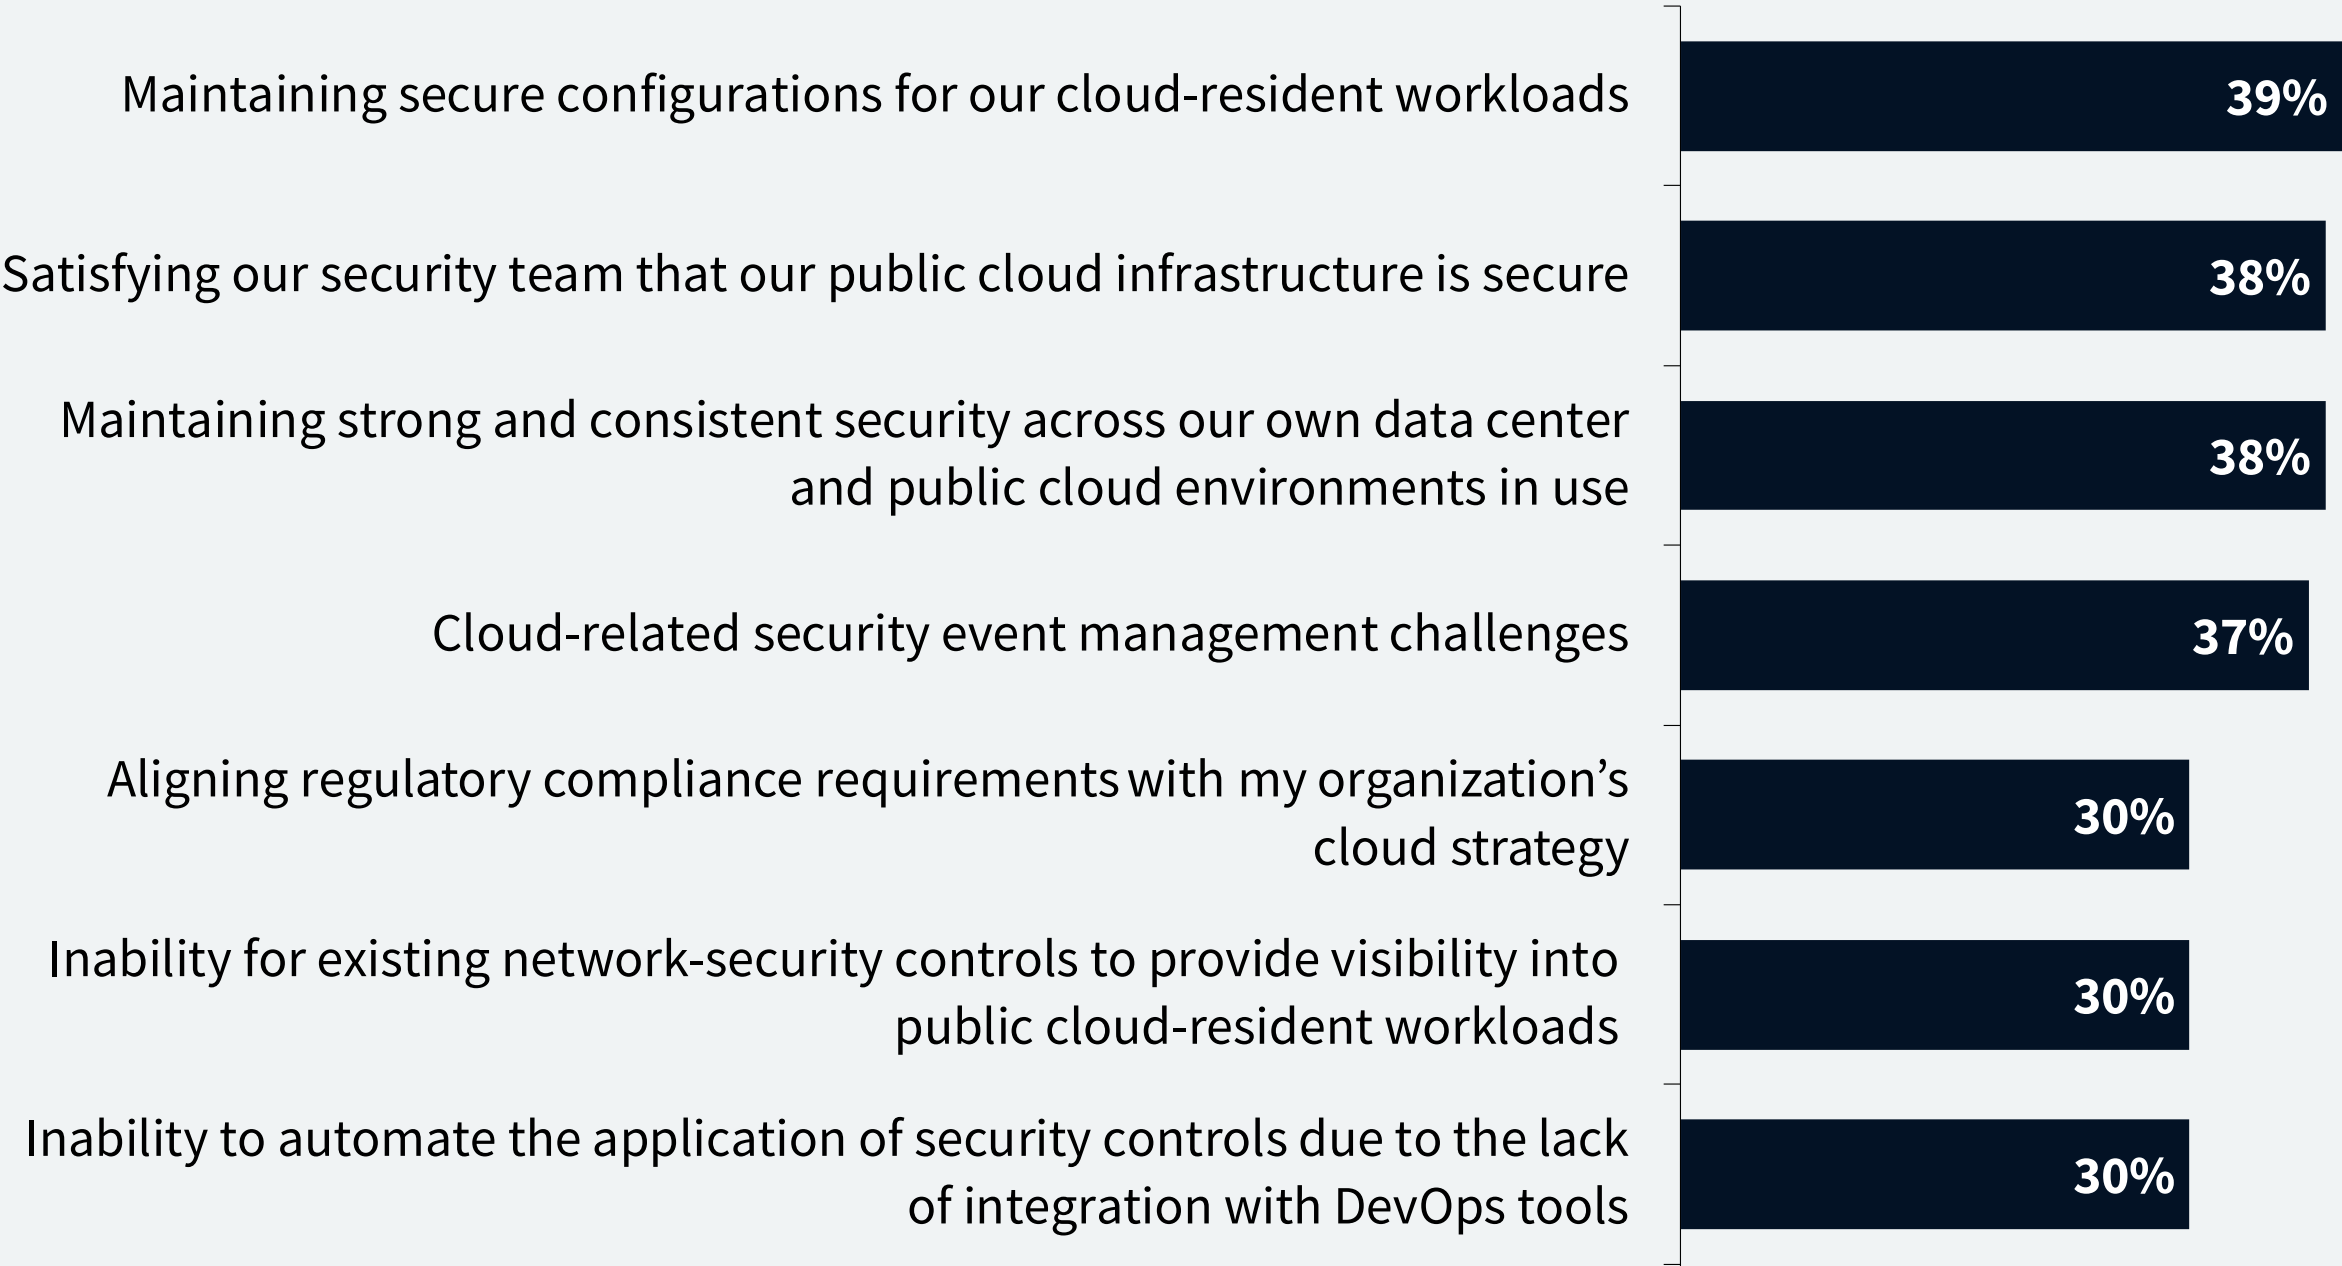 Maintaining secure configurations for our cloud-resident workloads
39%
Satisfying our security team that our public cloud infrastructure is secure
38%
Maintaining strong and consistent security across our own data center
and public cloud environments in use
38%
Cloud-related security event management challenges
37%
Aligning regulatory compliance requirements with my organization’s
cloud strategy
30%
Inability for existing network-security controls to provide visibility into
public cloud-resident workloads
30%
Inability to automate the application of security controls due to the lack
of integration with DevOps tools
30%